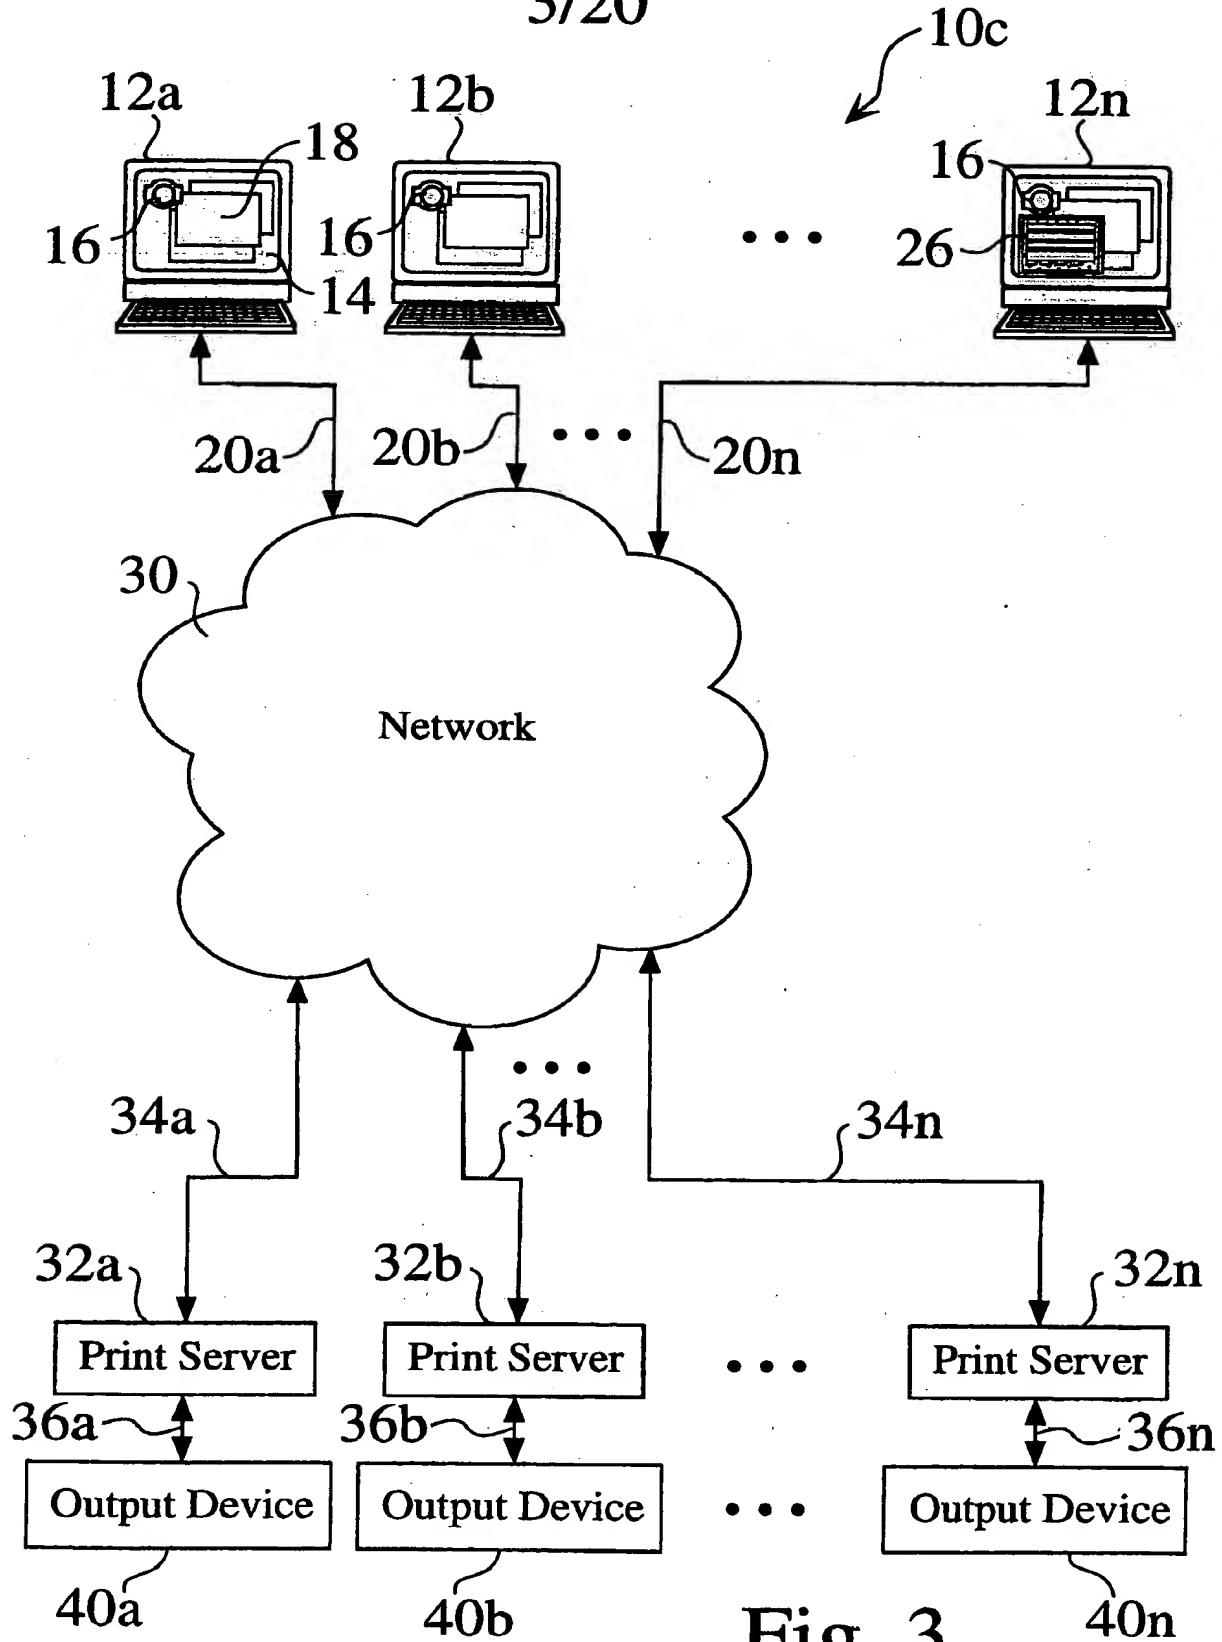 3/20
10c
12a
12b
12n
18
16
16
16
26
14
20a
20b
20n
30
Network
34a
34b
34n
32a
32b
32n
Print Server
Print Server
Print Server
36a
36b
36n
Output Device
Output Device
Output Device
40a
40b
40n
Fig. 3